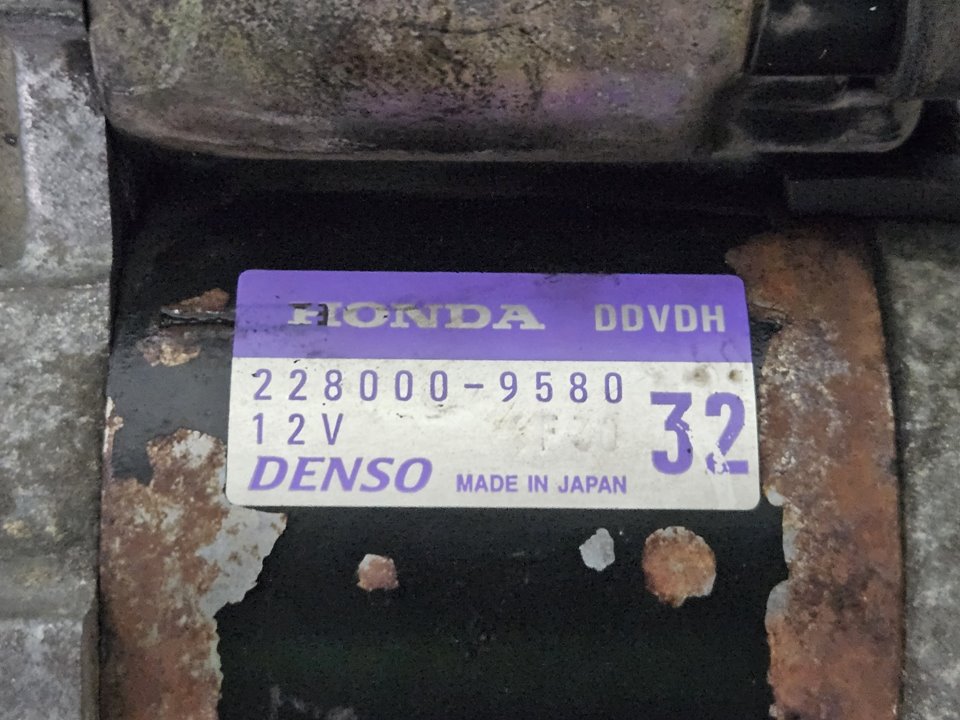 HONDA DDVDH
228000-9580
12V 32
DENSO MADE IN JAPAN